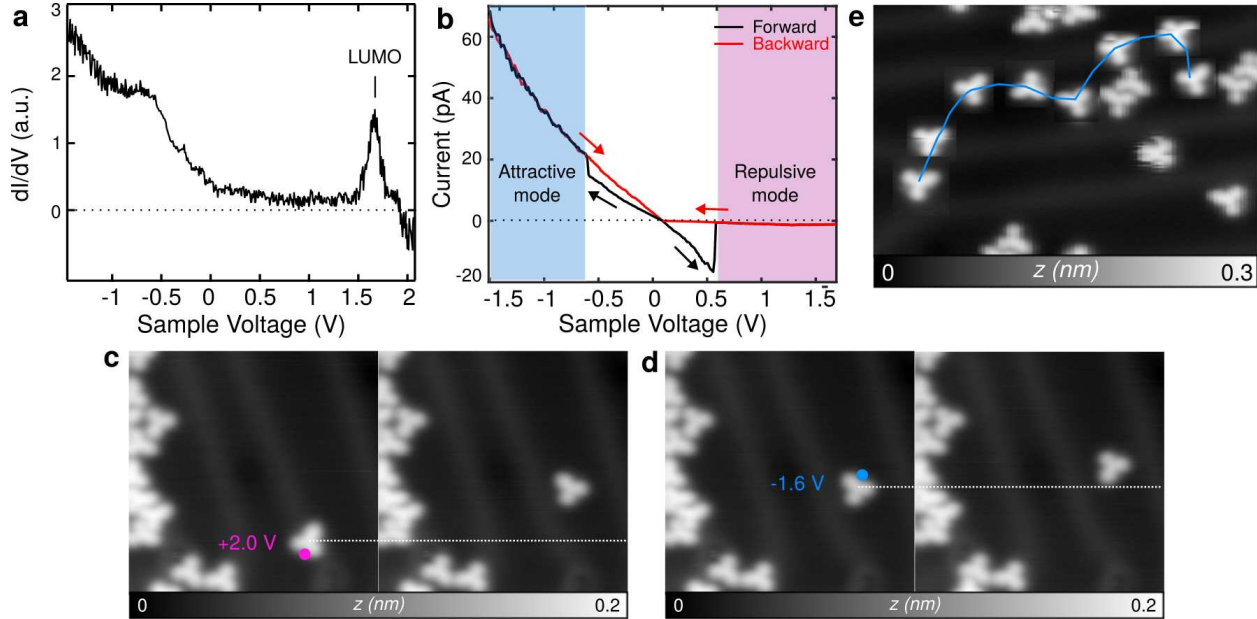 a
dI/dV (a.u.)
3
2
1
0
LUMO
-1 -0.5 0 0.5 1 1.5 2
Sample Voltage (V)
b
Current (pA)
60
40
20
0
-20
Forward
Backward
Attractive
mode
Repulsive
mode
-1.5 -1 -0.5 0 0.5 1 1.5
Sample Voltage (V)
e
0 z (nm) 0.3
c
+2.0 V
0 z (nm) 0.2
d
-1.6 V
0 z (nm) 0.2